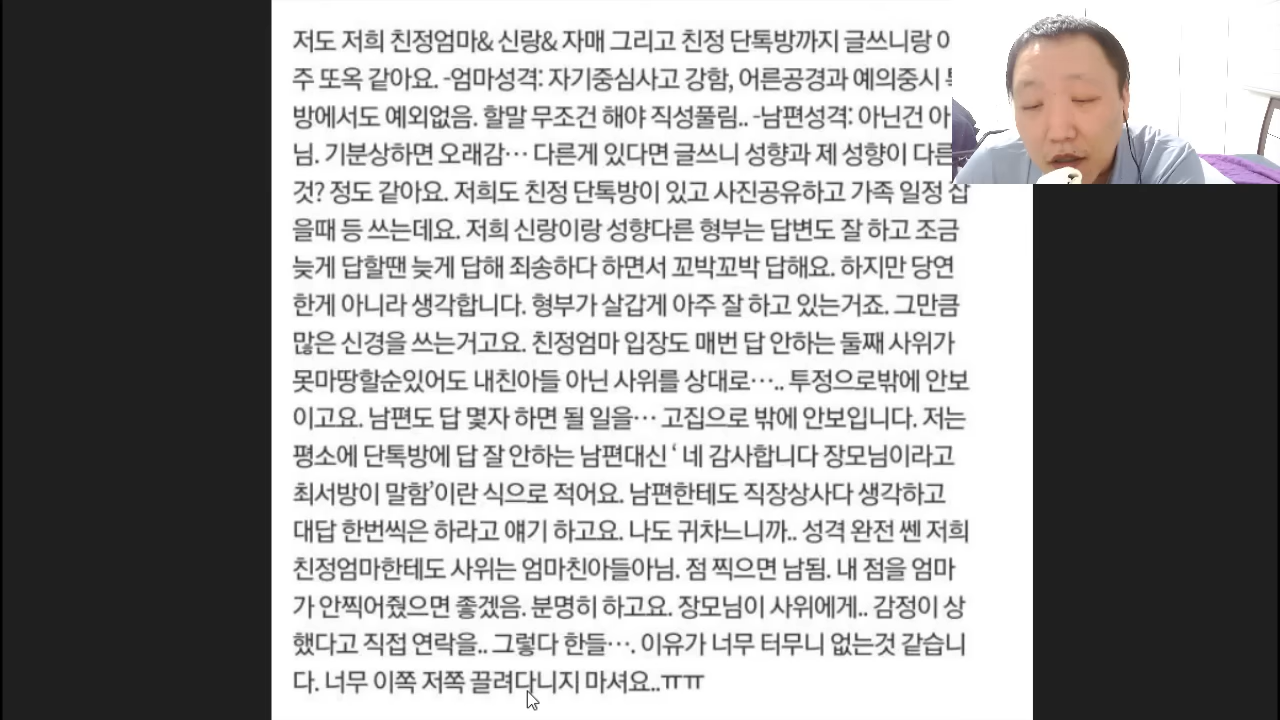 저도 저희 친정엄마& 신랑& 자매 그리고 친정 단톡방까지 글쓰니랑 아
주 또옥 같아요. -엄마성격: 자기중심사고 강함, 어른공경과 예의중시
방에서도 예외없음. 할말 무조건 해야 직성풀림.. -남편성격: 아닌건 아
님. 기분상하면 오래감… 다른게 있다면 글쓰니 성향과 제 성향이 다른
것? 정도 같아요. 저희도 친정 단톡방이 있고 사진공유하고 가족 일정 잡
을때 등 쓰는데요. 저희 신랑이랑 성향다른 형부는 답변도 잘 하고 조금
늦게 답할땐 늦게 답해 죄송하다 하면서 꼬박꼬박 답해요. 하지만 당연
한게 아니라 생각합니다. 형부가 살갑게 아주 잘 하고 있는거죠. 그만큼
많은 신경을 쓰는거고요. 친정엄마 입장도 매번 답 안하는 둘째 사위가
못마땅할순있어도 내친아들 아닌 사위를 상대로….. 투정으로밖에 안보
이고요. 남편도 답 몇자 하면 될 일을… 고집으로 밖에 안보입니다. 저는
평소에 단톡방에 답 잘 안하는 남편대신 ‘ 네 감사합니다 장모님이라고
최서방이 말함’이란 식으로 적어요. 남편한테도 직장상사다 생각하고
대답 한번씩은 하라고 얘기 하고요. 나도 귀차느니까.. 성격 완전 쎈 저희
친정엄마한테도 사위는 엄마친아들아님. 점 찍으면 남됨. 내 점을 엄마
가 안찍어줬으면 좋겠음. 분명히 하고요. 장모님이 사위에게.. 감정이 상
했다고 직접 연락을.. 그렇다 한들…. 이유가 너무 터무니 없는것 같습니
다. 너무 이쪽 저쪽 끌려다니지 마셔요..ㅠㅠ